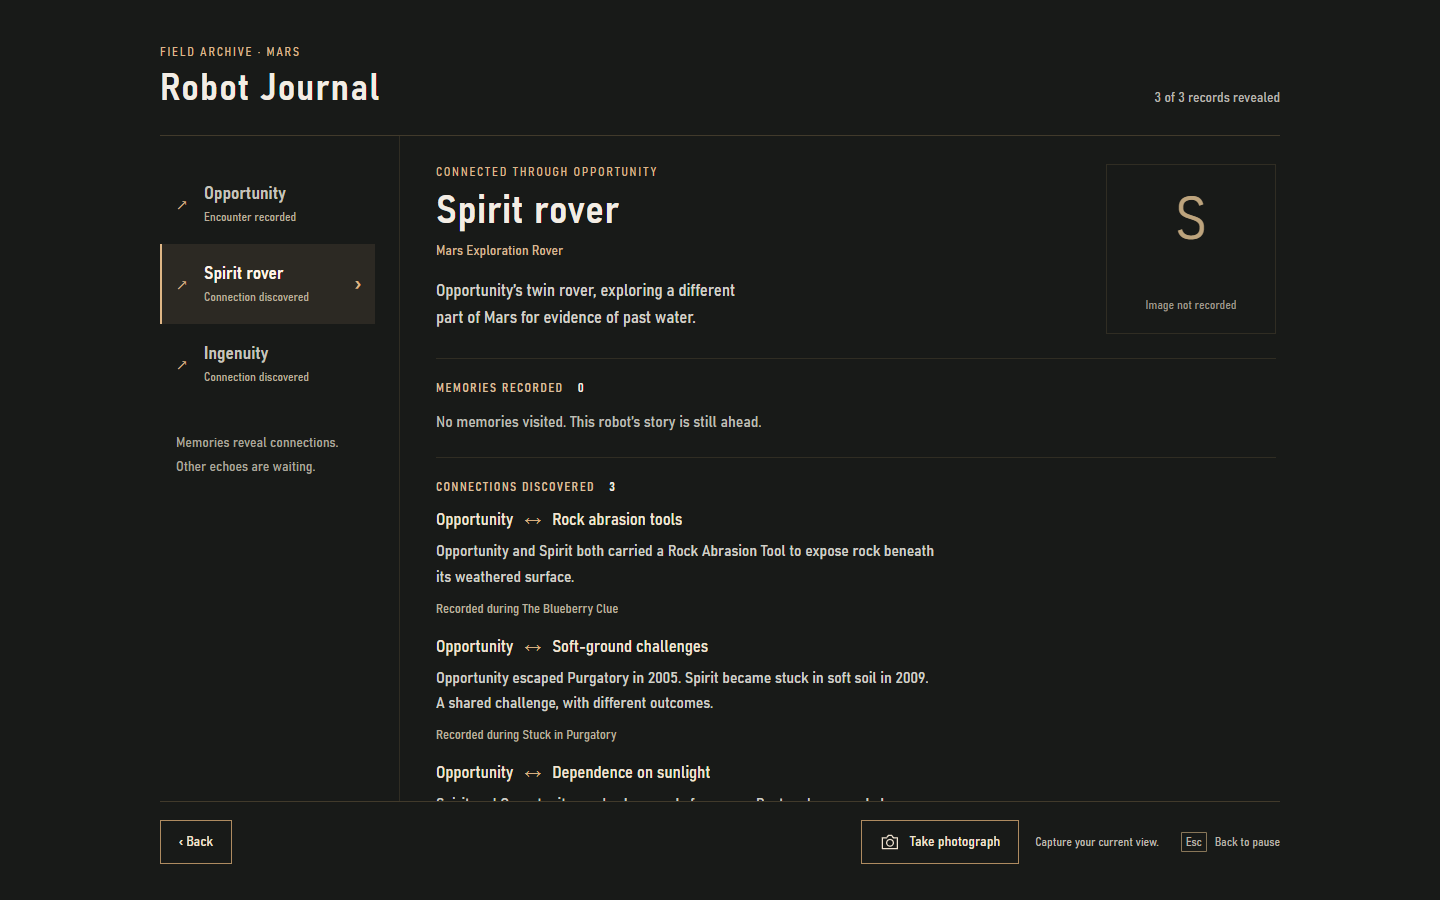 FIELD ARCHIVE · MARS
Robot Journal
3 of 3 records revealed
Opportunity
Encounter recorded
Spirit rover
Connection discovered
Ingenuity
Connection discovered
Memories reveal connections.
Other echoes are waiting.
CONNECTED THROUGH OPPORTUNITY
Spirit rover
Mars Exploration Rover
Opportunity's twin rover, exploring a different
part of Mars for evidence of past water.
S
Image not recorded
MEMORIES RECORDED 0
No memories visited. This robot's story is still ahead.
CONNECTIONS DISCOVERED 3
Opportunity ↔ Rock abrasion tools
Opportunity and Spirit both carried a Rock Abrasion Tool to expose rock beneath
its weathered surface.
Recorded during The Blueberry Clue
Opportunity ↔ Soft-ground challenges
Opportunity escaped Purgatory in 2005. Spirit became stuck in soft soil in 2009.
A shared challenge, with different outcomes.
Recorded during Stuck in Purgatory
Opportunity ↔ Dependence on sunlight
‹ Back
Take photograph
Capture your current view.
Esc Back to pause